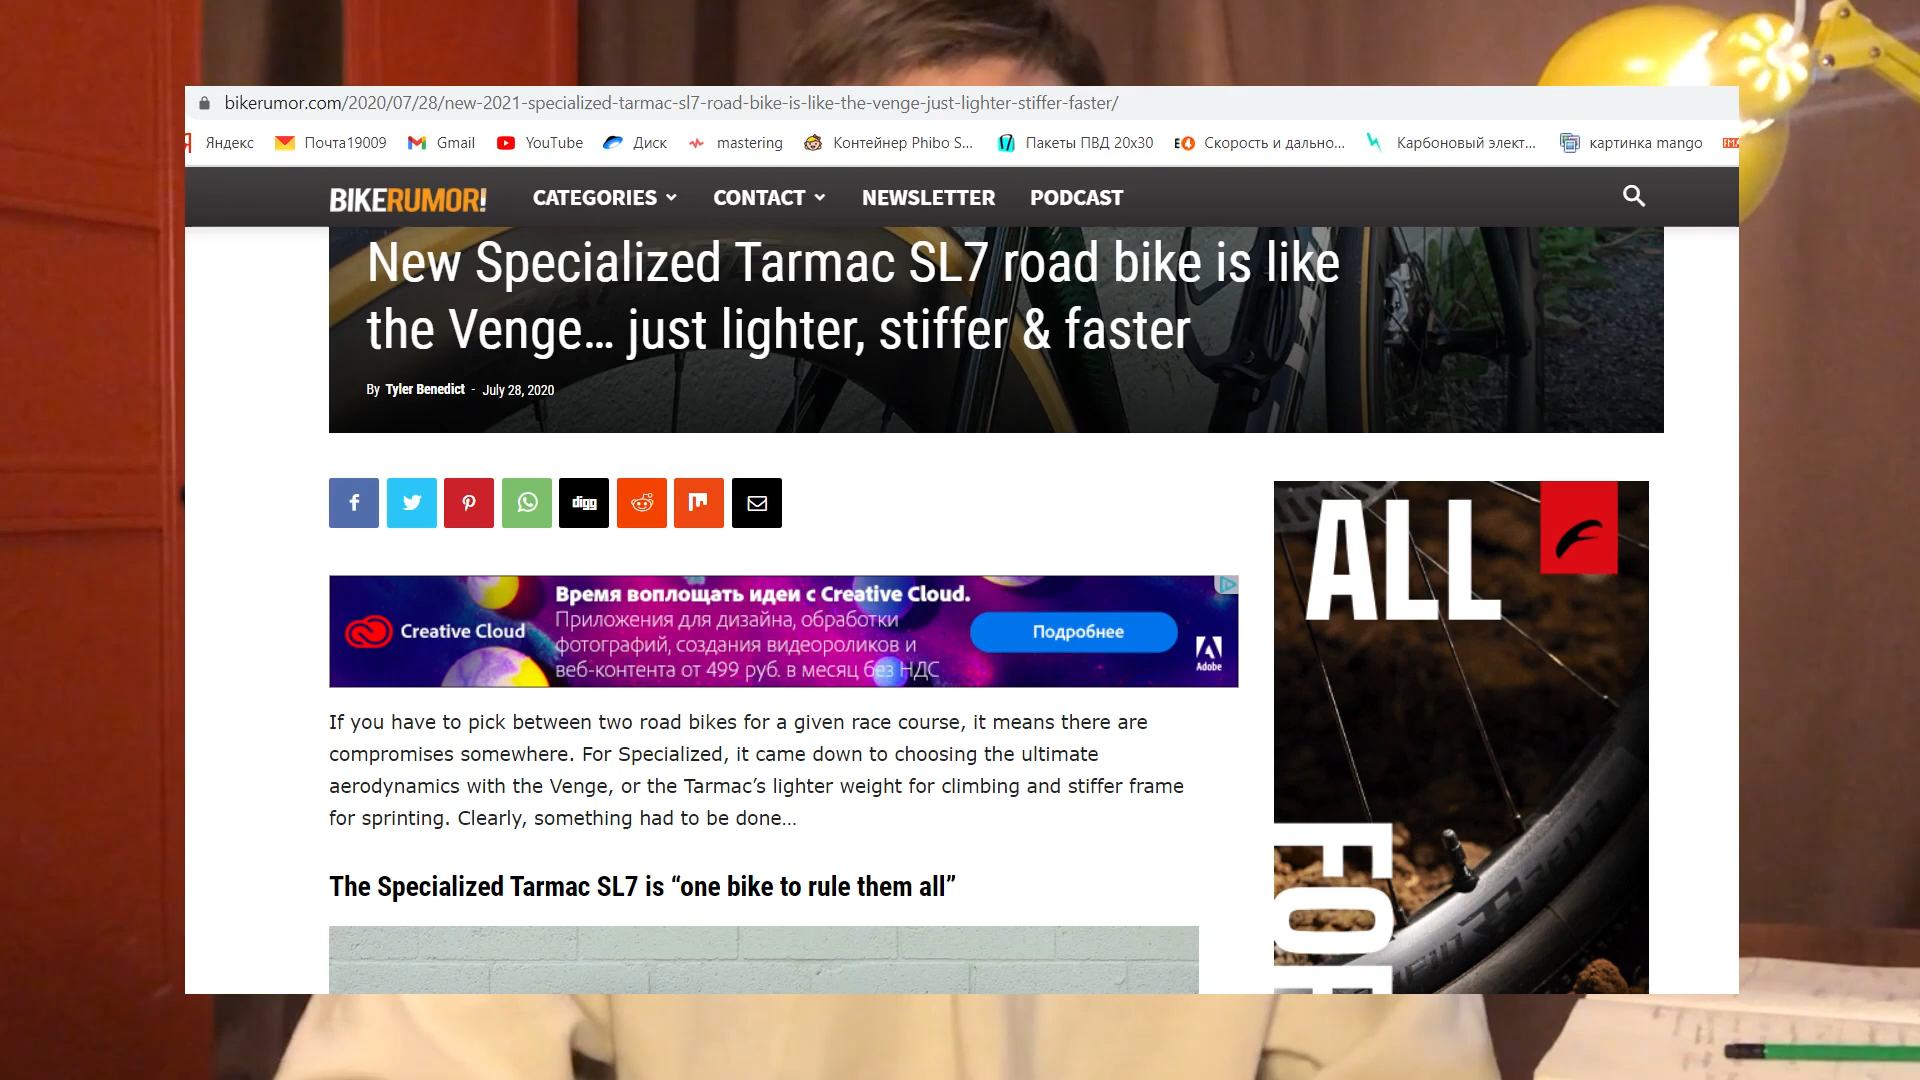 bikerumor.com/2020/07/28/new-2021-specialized-tarmac-sl7-road-bike-is-like-the-venge-just-lighter-stiffer-faster/
Яндекс Почта19009 Gmail YouTube Диск mastering Контейнер Phibo S... Пакеты ПВД 20x30 Скорость и дально... Карбоновый элект... картинка mango
BIKERUMOR! CATEGORIES CONTACT NEWSLETTER PODCAST
New Specialized Tarmac SL7 road bike is like
the Venge... just lighter, stiffer & faster
By Tyler Benedict - July 28, 2020
digg
Creative Cloud
Время воплощать идеи с Creative Cloud.
Приложения для дизайна, обработки
фотографий, создания видеороликов и
веб-контента от 499 руб. в месяц без НДС
Подробнее
Adobe
If you have to pick between two road bikes for a given race course, it means there are
compromises somewhere. For Specialized, it came down to choosing the ultimate
aerodynamics with the Venge, or the Tarmac’s lighter weight for climbing and stiffer frame
for sprinting. Clearly, something had to be done…
The Specialized Tarmac SL7 is “one bike to rule them all”
ALL
FOR